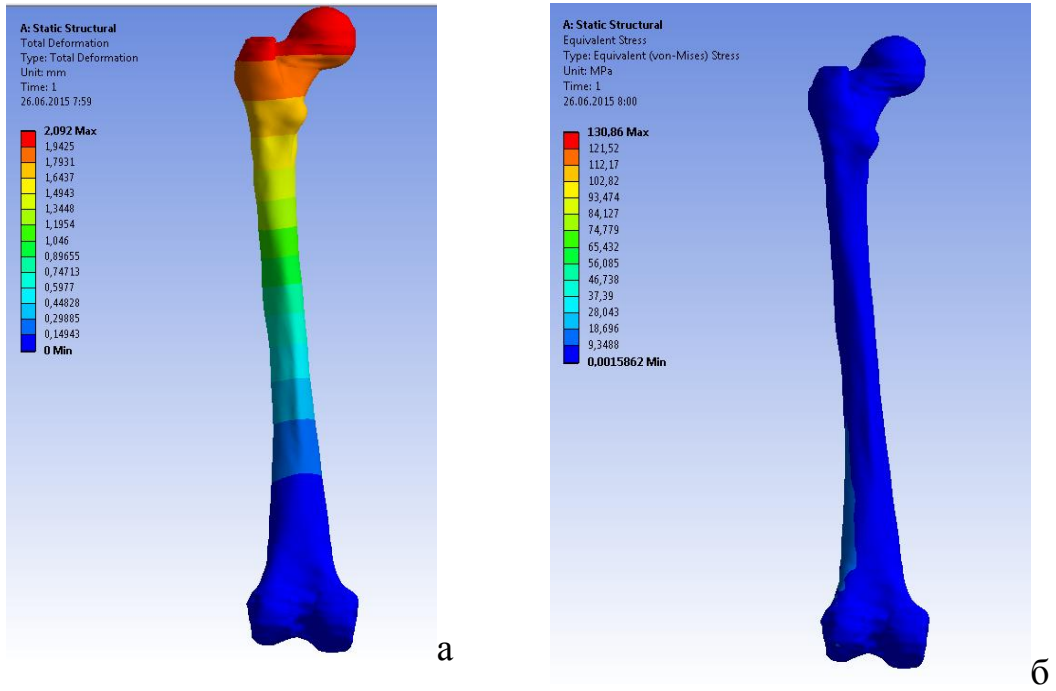 A: Static Structural
Total Deformation
Type: Total Deformation
Unit: mm
Time: 1
26.06.2015 7:59
2,092 Max
1,9425
1,7931
1,6437
1,4943
1,3448
1,1954
1,046
0,89655
0,74713
0,5977
0,44828
0,29885
0,14943
0 Min
а
A: Static Structural
Equivalent Stress
Type: Equivalent (von-Mises) Stress
Unit: MPa
Time: 1
26.06.2015 8:00
130,86 Max
121,52
112,17
102,82
93,474
84,127
74,779
65,432
56,085
46,738
37,39
28,043
18,696
9,3488
0,0015862 Min
б